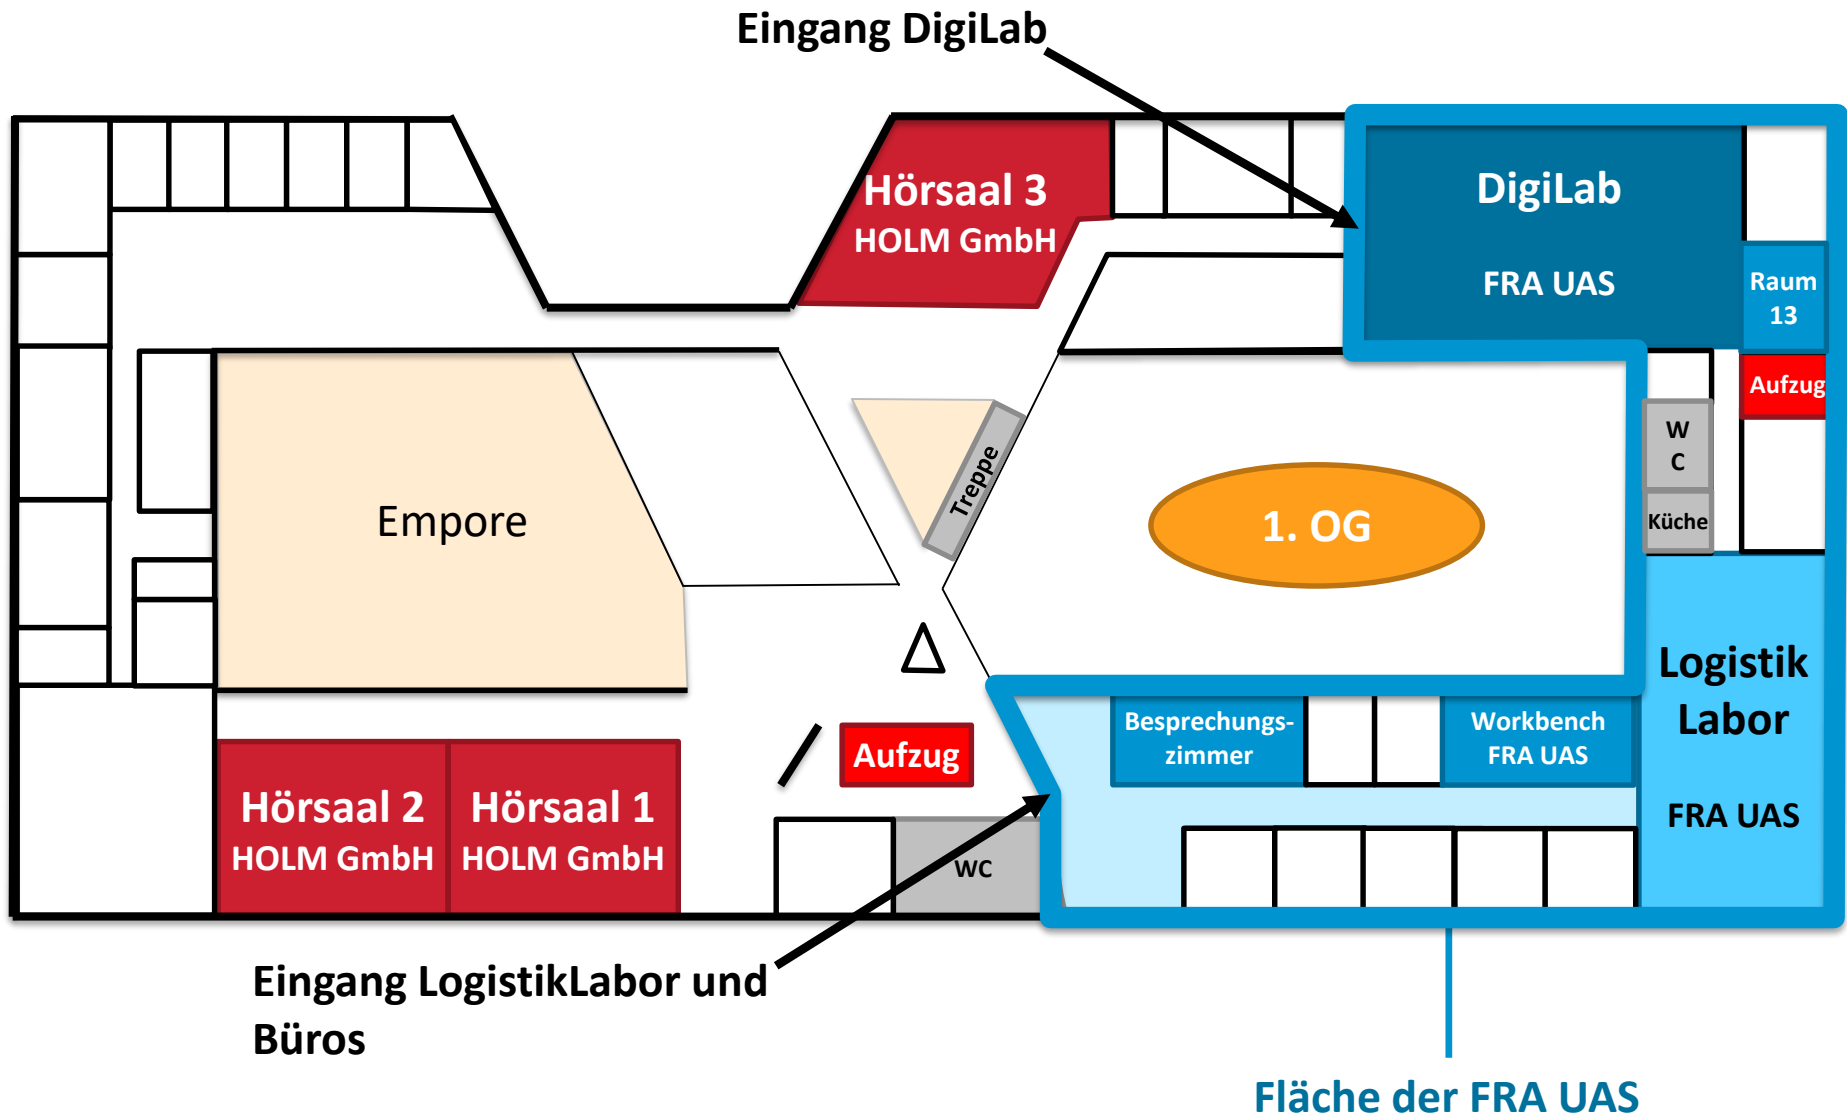 Eingang DigiLab
Hörsaal 3
HOLM GmbH
DigiLab
FRA UAS
Raum
13
Aufzug
W
C
Küche
Treppe
Empore
1. OG
Logistik
Labor
FRA UAS
Besprechungs-
zimmer
Workbench
FRA UAS
Aufzug
Hörsaal 2
HOLM GmbH
Hörsaal 1
HOLM GmbH
WC
Eingang LogistikLabor und
Büros
Fläche der FRA UAS